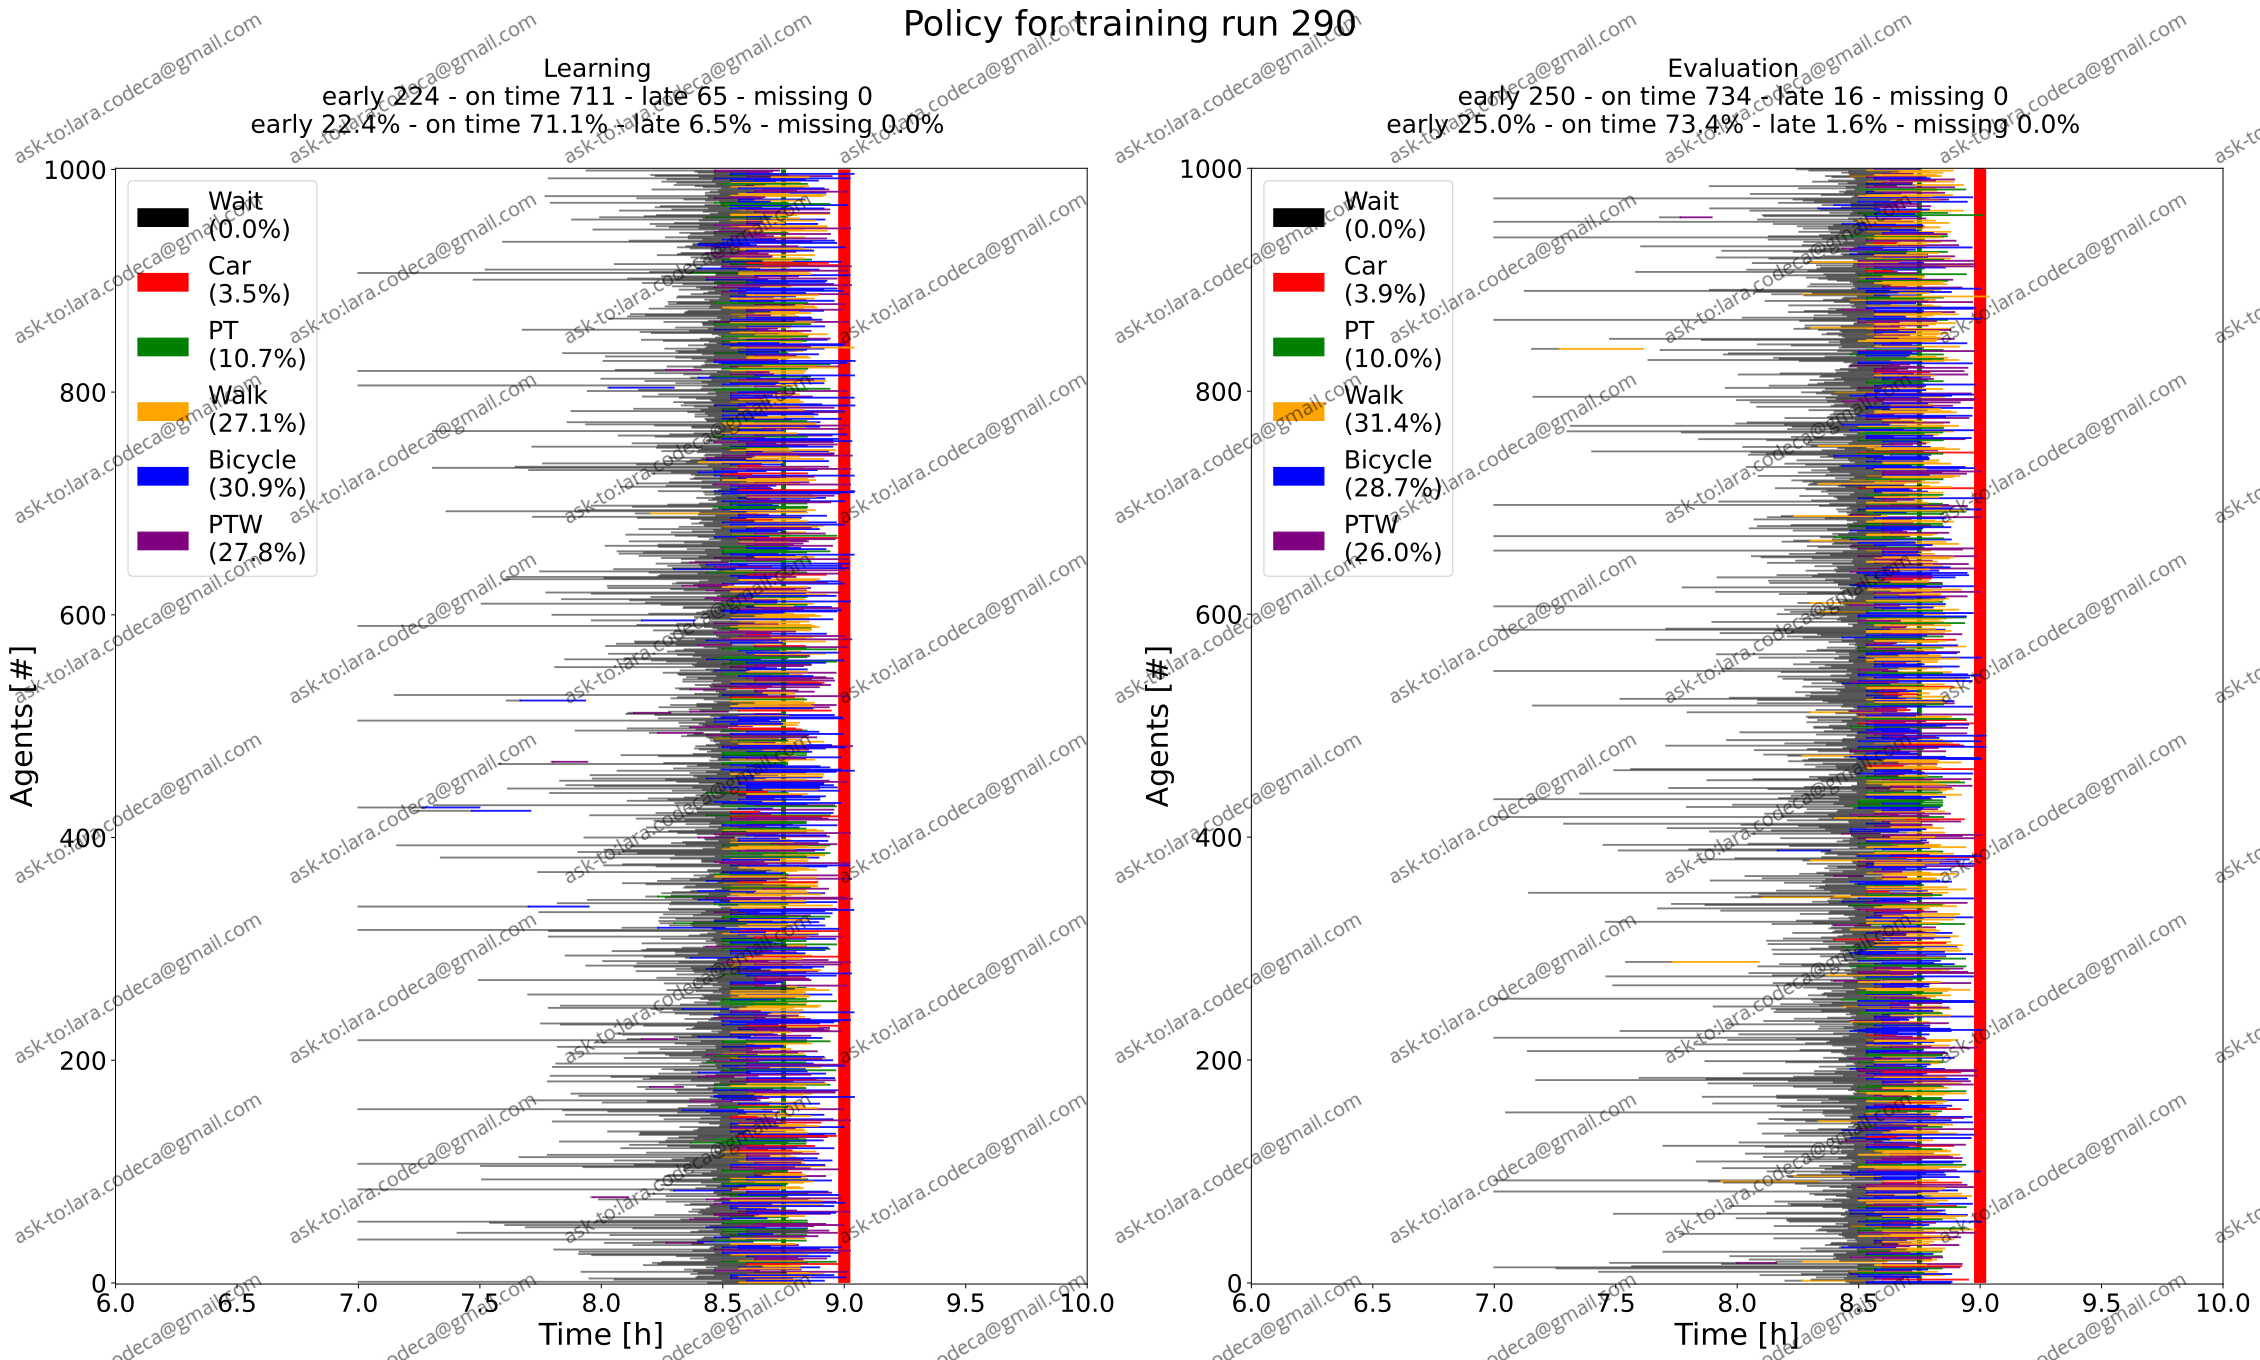 Policy for training run 290
Learning
early 224 - on time 711 - late 65 - missing 0
early 22.4% - on time 71.1% - late 6.5% - missing 0.0%
1000
800
600
400
200
0
Agents [#]
Wait
(0.0%)
Car
(3.5%)
PT
(10.7%)
Walk
(27.1%)
Bicycle
(30.9%)
PTW
(27.8%)
6.0 6.5 7.0 7.5 8.0 8.5 9.0 9.5 10.0
Time [h]
Evaluation
early 250 - on time 734 - late 16 - missing 0
early 25.0% - on time 73.4% - late 1.6% - missing 0.0%
1000
800
600
400
200
0
Agents [#]
Wait
(0.0%)
Car
(3.9%)
PT
(10.0%)
Walk
(31.4%)
Bicycle
(28.7%)
PTW
(26.0%)
6.0 6.5 7.0 7.5 8.0 8.5 9.0 9.5 10.0
Time [h]
ask-to:lara.codeca@gmail.com